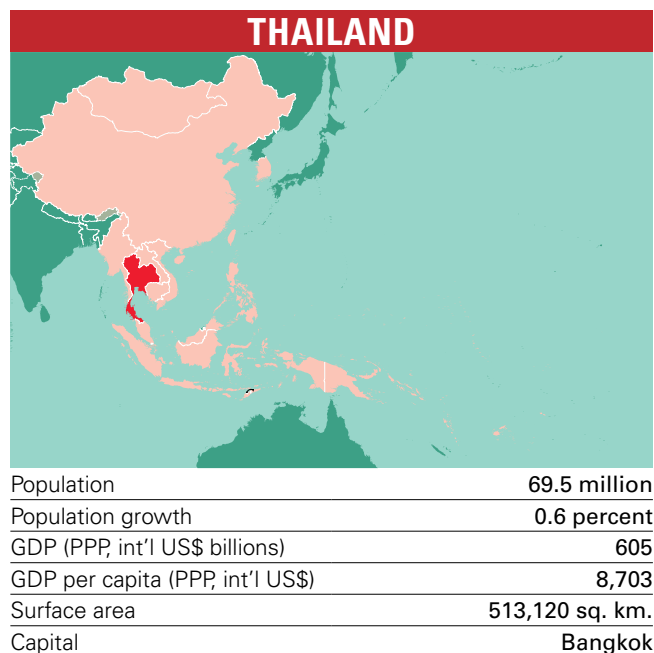 THAILAND
Population 69.5 million
Population growth 0.6 percent
GDP (PPP, int'l US$ billions) 605
GDP per capita (PPP, int'l US$) 8,703
Surface area 513,120 sq. km.
Capital Bangkok